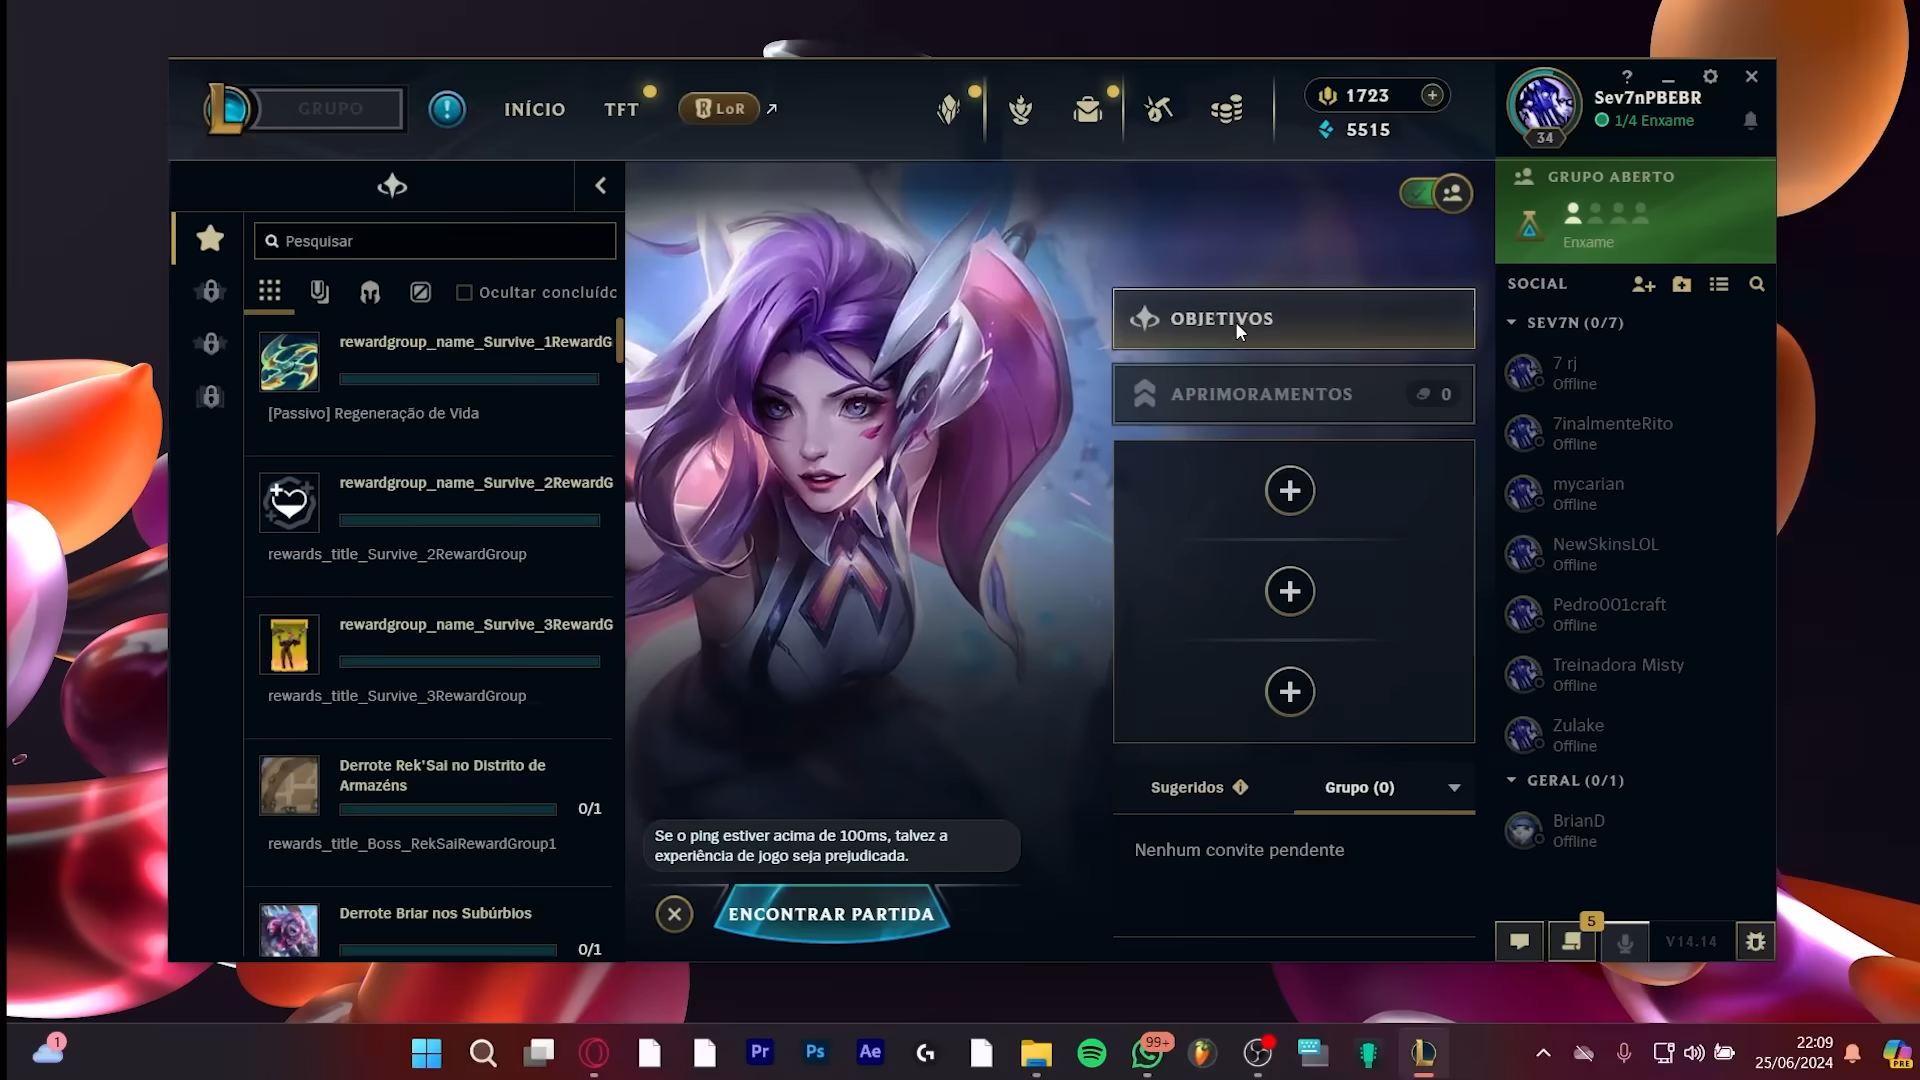 GRUPO
INÍCIO
TFT
LoR
1723
5515
34
Sev7nPBEBR
1/4 Enxame
GRUPO ABERTO
Enxame
Pesquisar
Ocultar concluídc
rewardgroup_name_Survive_1RewardG
[Passivo] Regeneração de Vida
rewardgroup_name_Survive_2RewardG
rewards_title_Survive_2RewardGroup
rewardgroup_name_Survive_3RewardG
rewards_title_Survive_3RewardGroup
Derrote Rek'Sai no Distrito de
Armazéns
0/1
rewards_title_Boss_RekSaiRewardGroup1
Derrote Briar nos Subúrbios
0/1
Se o ping estiver acima de 100ms, talvez a
experiência de jogo seja prejudicada.
ENCONTRAR PARTIDA
OBJETIVOS
APRIMORAMENTOS
0
Sugeridos
Grupo (0)
Nenhum convite pendente
SOCIAL
SEV7N (0/7)
7 rj
Offline
7inalmenteRito
Offline
mycarian
Offline
NewSkinsLOL
Offline
Pedro001craft
Offline
Treinadora Misty
Offline
Zulake
Offline
GERAL (0/1)
BrianD
Offline
5
V14.14
1
Pr
Ps
Ae
99+
22:09
25/06/2024
PRE